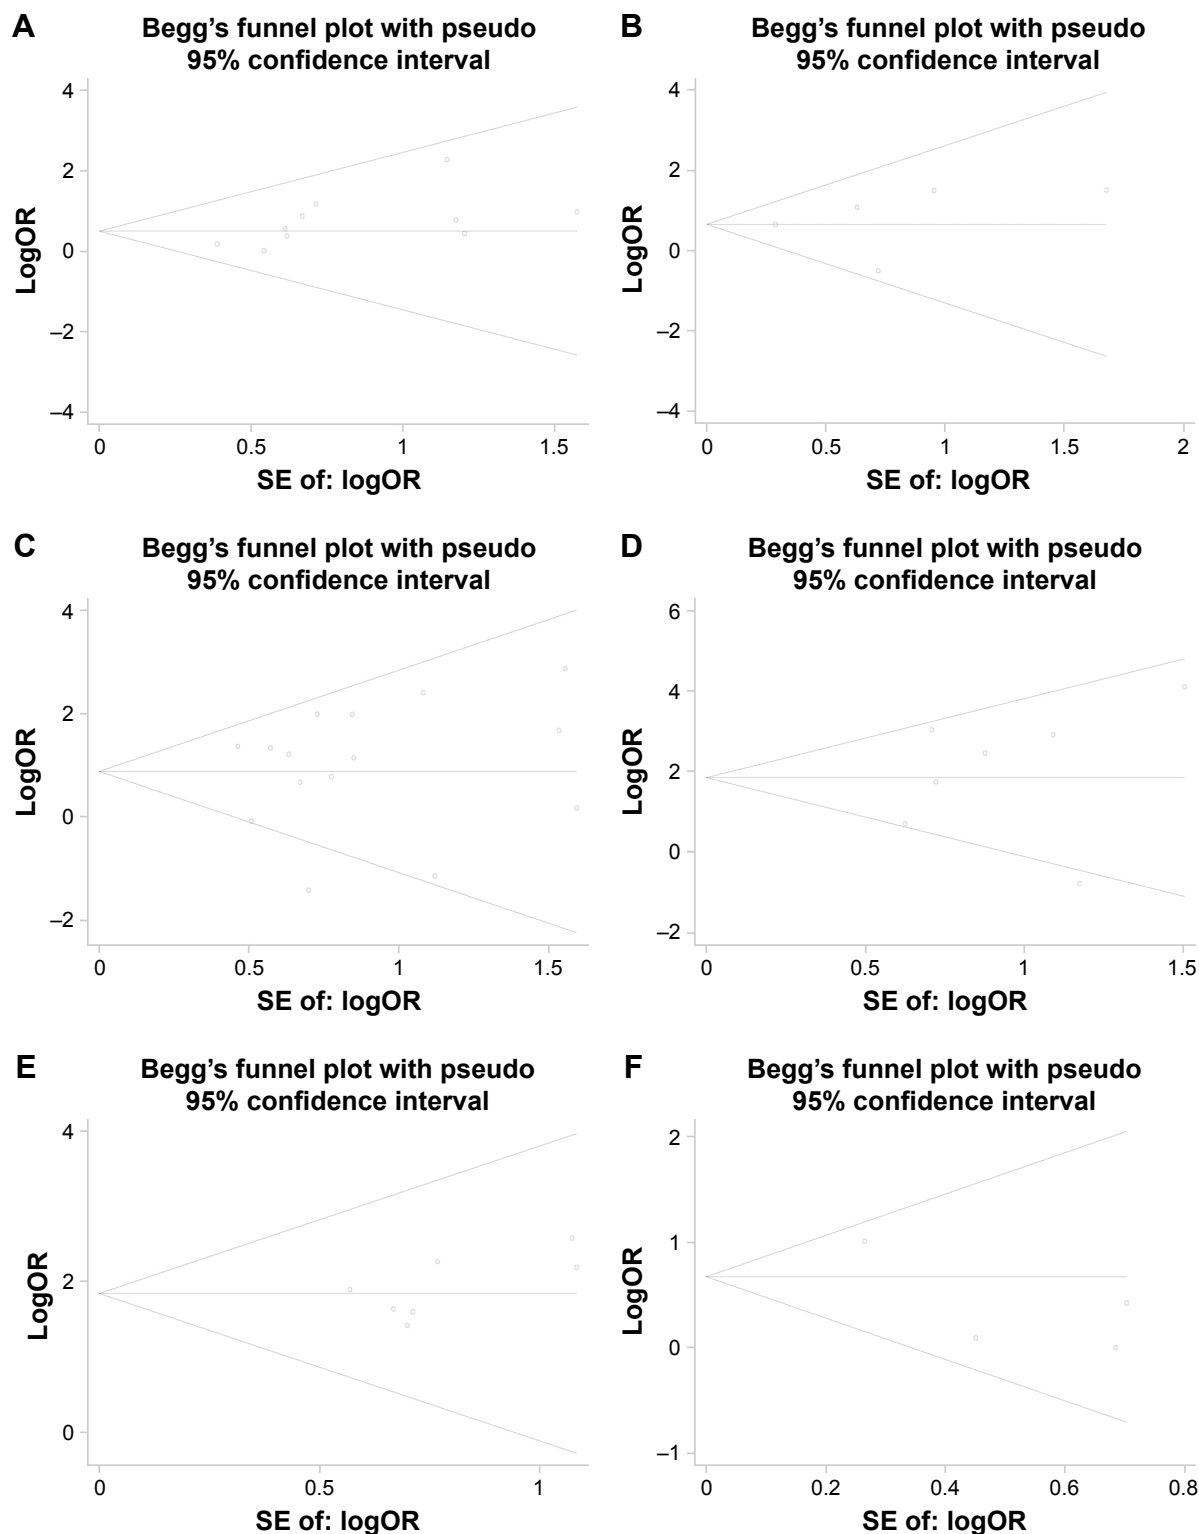 A
Begg’s funnel plot with pseudo
95% confidence interval
LogOR
4
2
0
–2
–4
0
0.5
1
1.5
SE of: logOR
B
Begg’s funnel plot with pseudo
95% confidence interval
LogOR
4
2
0
–2
–4
0
0.5
1
1.5
2
SE of: logOR
C
Begg’s funnel plot with pseudo
95% confidence interval
LogOR
4
2
0
–2
0
0.5
1
1.5
SE of: logOR
D
Begg’s funnel plot with pseudo
95% confidence interval
LogOR
6
4
2
0
–2
0
0.5
1.0
1.5
SE of: logOR
E
Begg’s funnel plot with pseudo
95% confidence interval
LogOR
4
2
0
0
0.5
1
SE of: logOR
F
Begg’s funnel plot with pseudo
95% confidence interval
LogOR
2
1
0
–1
0
0.2
0.4
0.6
0.8
SE of: logOR